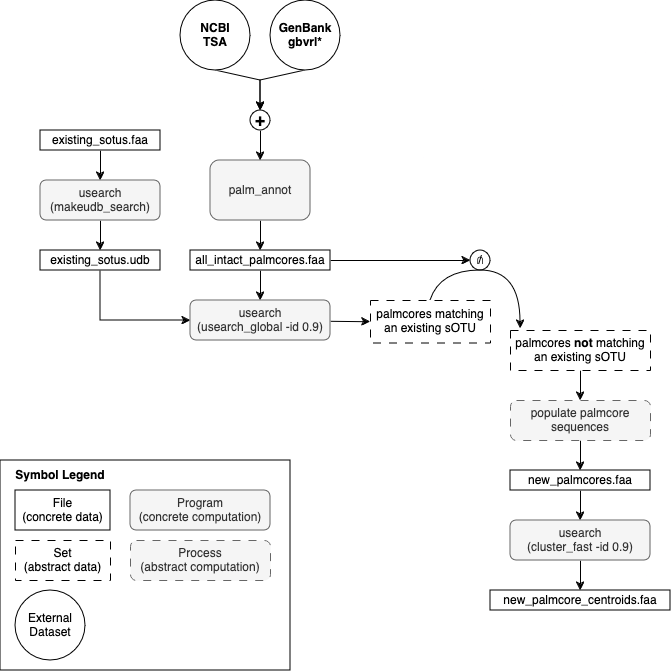 NCBI
TSA
GenBank
gbvrl*
+
existing_sotus.faa
usearch
(makeudb_search)
palm_annot
existing_sotus.udb
all_intact_palmcores.faa
usearch
(usearch_global -id 0.9)
palmcores matching
an existing sOTU
palmcores not matching
an existing sOTU
populate palmcore
sequences
new_palmcores.faa
usearch
(cluster_fast -id 0.9)
new_palmcore_centroids.faa
Symbol Legend
File
(concrete data)
Program
(concrete computation)
Set
(abstract data)
Process
(abstract computation)
External
Dataset